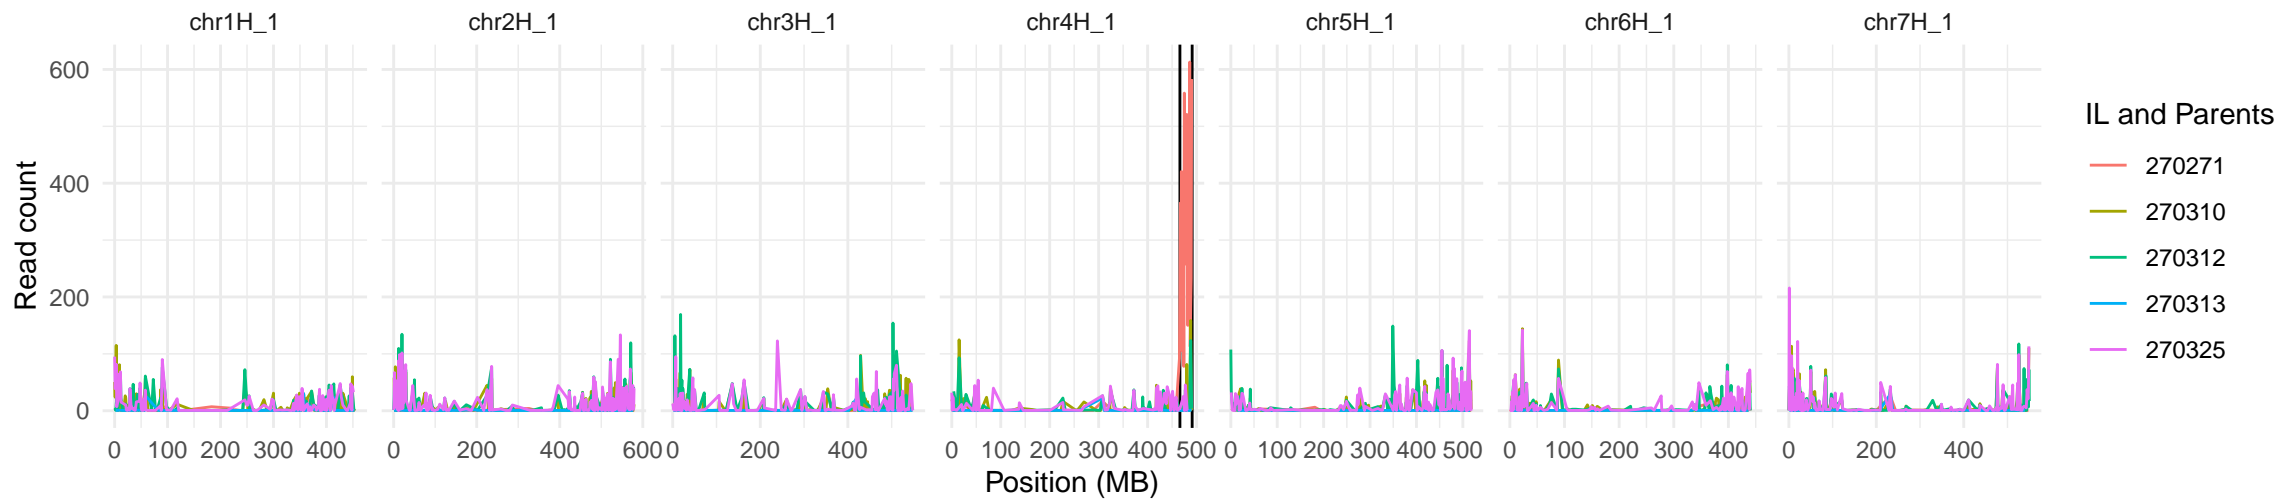 chr1H_1 chr2H_1 chr3H_1 chr4H_1 chr5H_1 chr6H_1 chr7H_1
600
400
200
0
Read count
0 100 200 300 400 0 200 400 600 0 200 400 0 100 200 300 400 500 0 100 200 300 400 500 0 100 200 300 400 0 200 400
Position (MB)
IL and Parents
270271
270310
270312
270313
270325